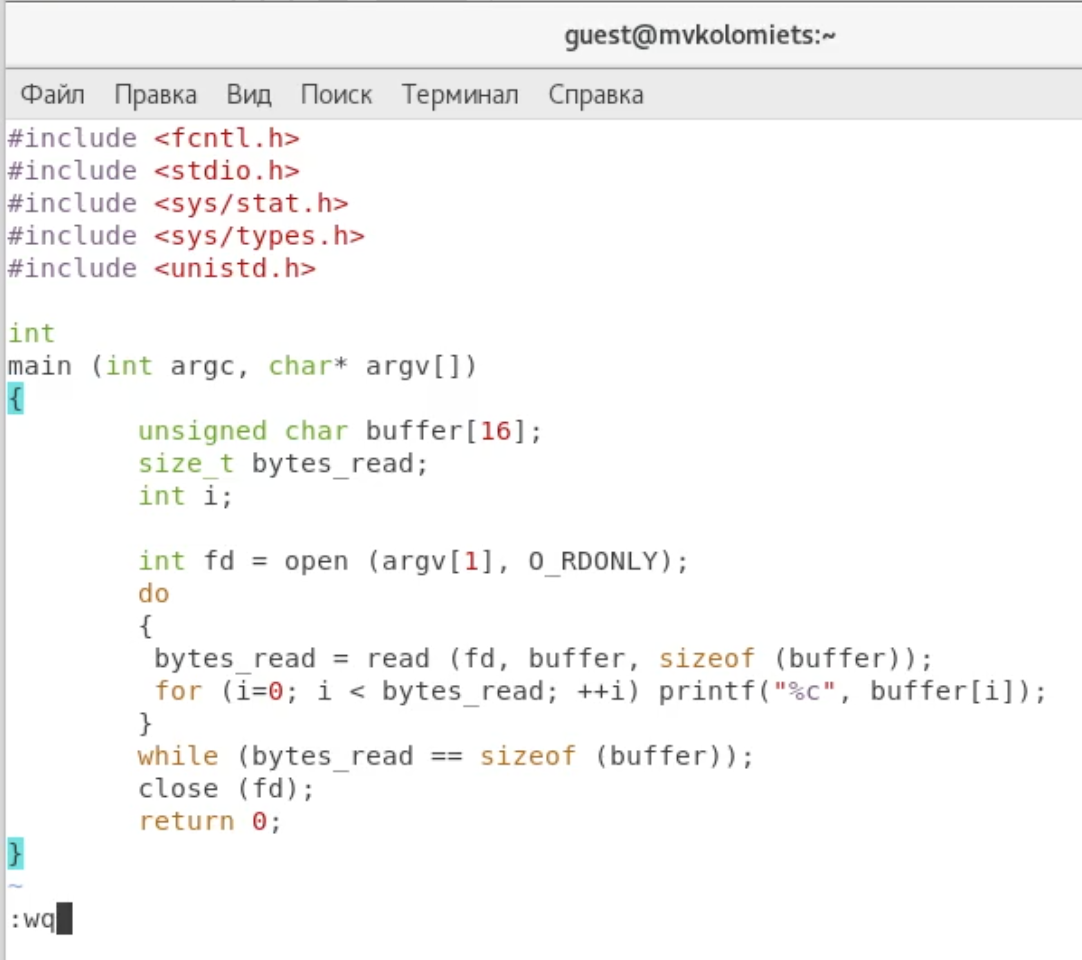 guest@mvkolomiets:~
Файл Правка Вид Поиск Терминал Справка
#include <fcntl.h>
#include <stdio.h>
#include <sys/stat.h>
#include <sys/types.h>
#include <unistd.h>
int
main (int argc, char* argv[])
{
unsigned char buffer[16];
size_t bytes_read;
int i;
int fd = open (argv[1], O_RDONLY);
do
{
bytes_read = read (fd, buffer, sizeof (buffer));
for (i=0; i < bytes_read; ++i) printf("%c", buffer[i]);
}
while (bytes_read == sizeof (buffer));
close (fd);
return 0;
}
~
:wq